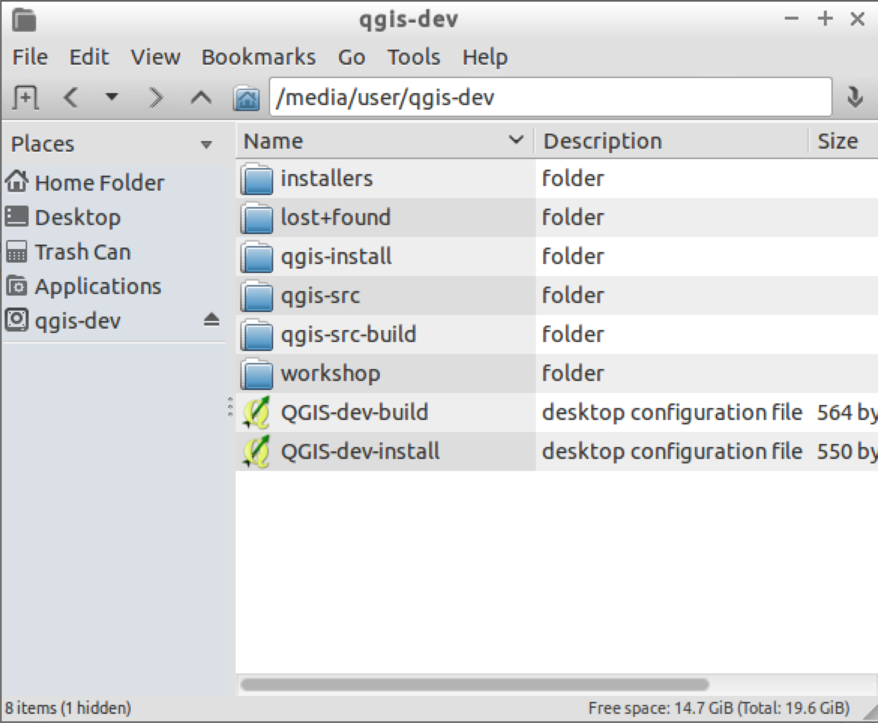 qgis-dev
File Edit View Bookmarks Go Tools Help
/media/user/qgis-dev
Places
Home Folder
Desktop
Trash Can
Applications
qgis-dev
Name Description Size
installers folder
lost+found folder
qgis-install folder
qgis-src folder
qgis-src-build folder
workshop folder
QGIS-dev-build desktop configuration file 564 by
QGIS-dev-install desktop configuration file 550 by
8 items (1 hidden) Free space: 14.7 GiB (Total: 19.6 GiB)